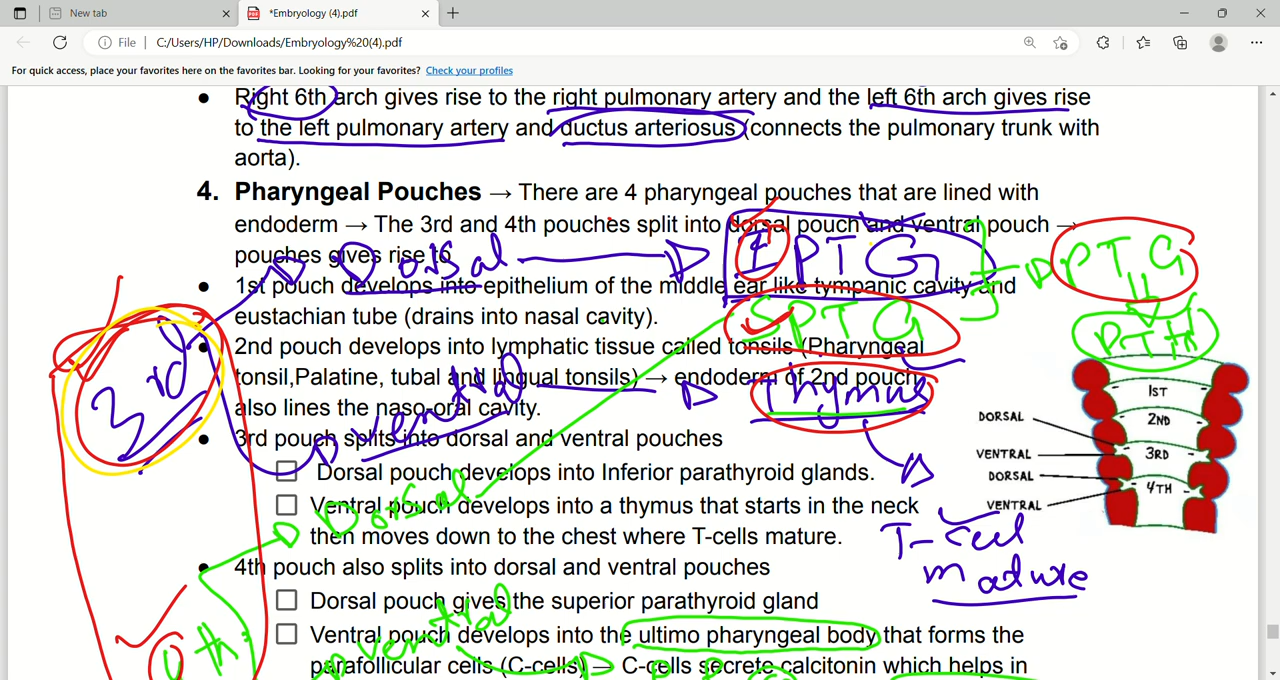 New tab
*Embryology (4).pdf
File
C:/Users/HP/Downloads/Embryology%20(4).pdf
For quick access, place your favorites here on the favorites bar. Looking for your favorites? Check your profiles
● Right 6th arch gives rise to the right pulmonary artery and the left 6th arch gives rise
to the left pulmonary artery and ductus arteriosus (connects the pulmonary trunk with
aorta).
4. Pharyngeal Pouches → There are 4 pharyngeal pouches that are lined with
endoderm → The 3rd and 4th pouches split into dorsal pouch and ventral pouch →
pouches gives rise to
● 1st pouch develops into epithelium of the middle ear like tympanic cavity and
eustachian tube (drains into nasal cavity).
● 2nd pouch develops into lymphatic tissue called tonsils (Pharyngeal
tonsil,Palatine, tubal and lingual tonsils) → endoderm of 2nd pouch
also lines the naso-oral cavity.
● 3rd pouch splits into dorsal and ventral pouches
Dorsal pouch develops into Inferior parathyroid glands.
Ventral pouch develops into a thymus that starts in the neck
then moves down to the chest where T-cells mature.
● 4th pouch also splits into dorsal and ventral pouches
Dorsal pouch gives the superior parathyroid gland
Ventral pouch develops into the ultimo pharyngeal body that forms the
parafollicular cells (C-cells) → C-cells secrete calcitonin which helps in
3rd
Dorsal
IPTG
PTG
SPTG
PTH
ventral
Thymus
T-cell
mature
Dorsal
ventral
1ST
2ND
3RD
4TH
DORSAL
VENTRAL
DORSAL
VENTRAL